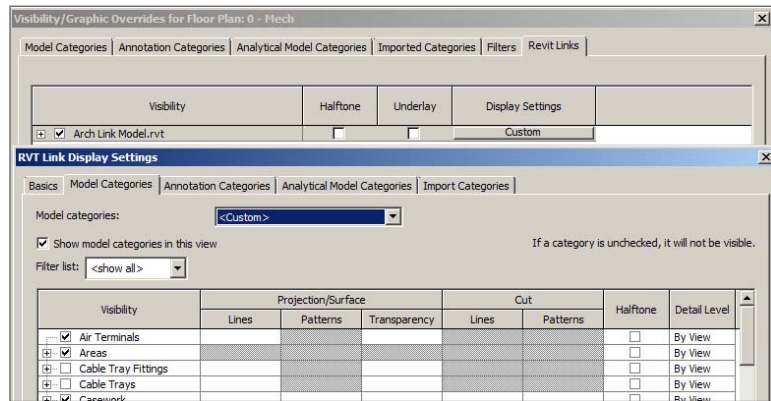 Visibility/Graphic Overrides for Floor Plan: 0 - Mech
Model Categories Annotation Categories Analytical Model Categories Imported Categories Filters Revit Links
Visibility Halftone Underlay Display Settings
Arch Link Model.rvt Custom
RVT Link Display Settings
Basics Model Categories Annotation Categories Analytical Model Categories Import Categories
Model categories: <Custom>
Show model categories in this view If a category is unchecked, it will not be visible.
Filter list: <show all>
Visibility Projection/Surface Cut Halftone Detail Level
Lines Patterns Transparency Lines Patterns
Air Terminals By View
Areas By View
Cable Tray Fittings By View
Cable Trays By View
Casework By View